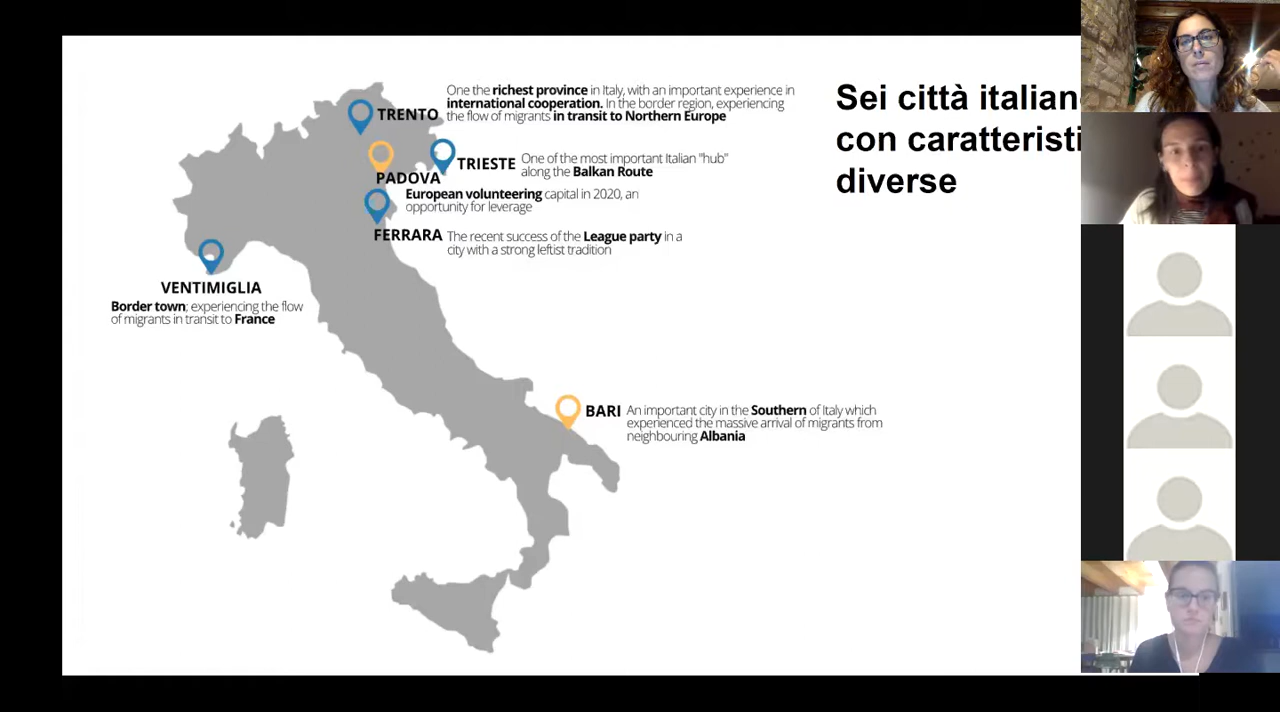 Sei città italian
con caratteristi
diverse
TRENTO
One the richest province in Italy, with an important experience in
international cooperation. In the border region, experiencing
the flow of migrants in transit to Northern Europe
TRIESTE
One of the most important Italian "hub"
along the Balkan Route
PADOVA
European volunteering capital in 2020, an
opportunity for leverage
FERRARA
The recent success of the League party in a
city with a strong leftist tradition
VENTIMIGLIA
Border town; experiencing the flow
of migrants in transit to France
BARI
An important city in the Southern of Italy which
experienced the massive arrival of migrants from
neighbouring Albania